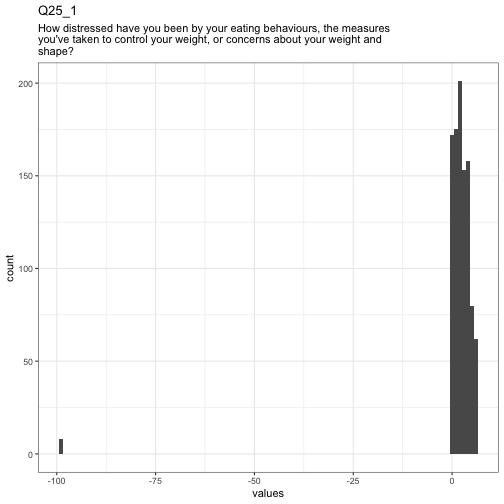 Q25_1
How distressed have you been by your eating behaviours, the measures
you've taken to control your weight, or concerns about your weight and
shape?
200
150
100
50
0
count
-100 -75 -50 -25 0
values